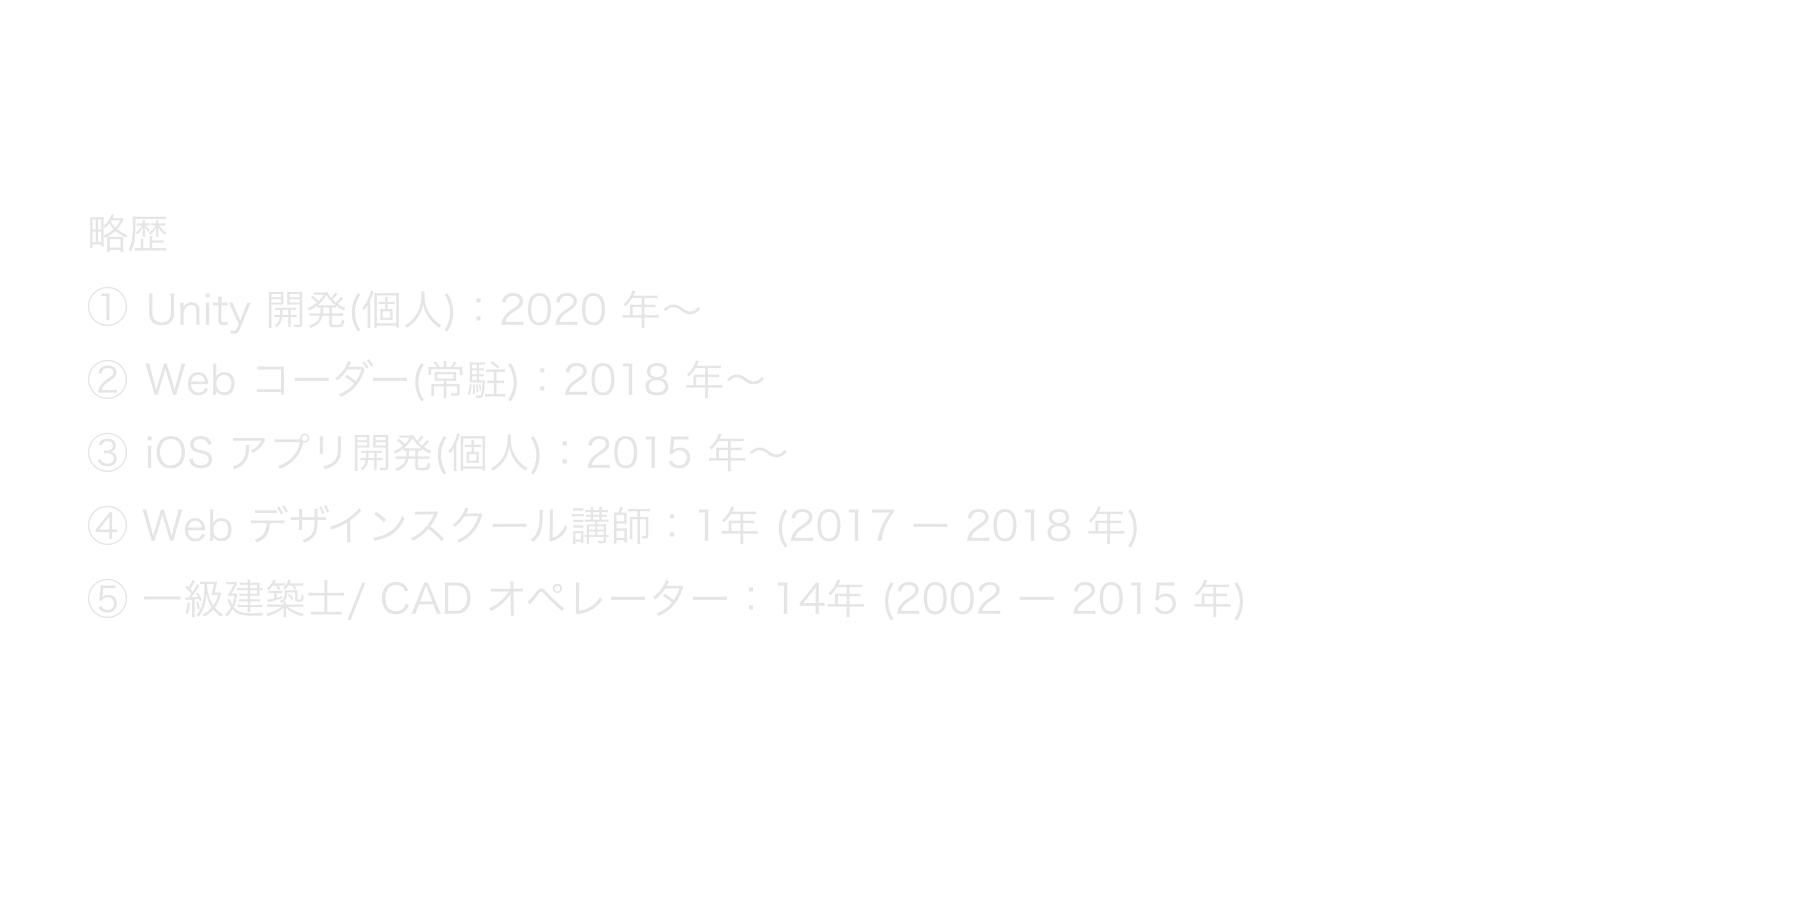 略歴
① Unity 開発(個人)：2020 年〜
② Web コーダー(常駐)：2018 年〜
③ iOS アプリ開発(個人)：2015 年〜
④ Web デザインスクール講師：1年 (2017 ー 2018 年)
⑤ 一級建築士/ CAD オペレーター：14年 (2002 ー 2015 年)